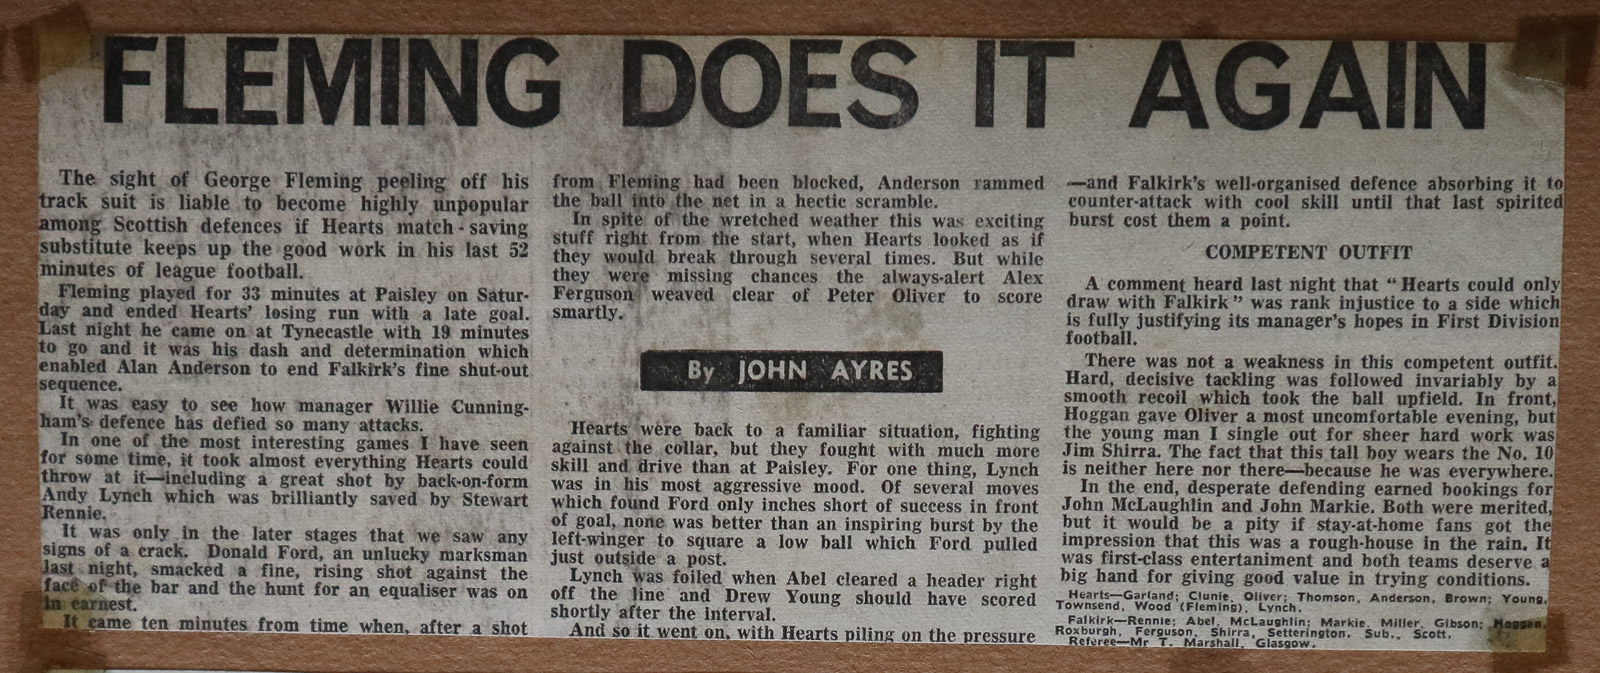 FLEMING DOES IT AGAIN
The sight of George Fleming peeling off his
track suit is liable to become highly unpopular
among Scottish defences if Hearts match-saving
substitute keeps up the good work in his last 52
minutes of league football.
Fleming played for 33 minutes at Paisley on Satur-
day and ended Hearts' losing run with a late goal.
Last night he came on at Tynecastle with 19 minutes
to go and it was his dash and determination which
enabled Alan Anderson to end Falkirk's fine shut-out
sequence.
It was easy to see how manager Willie Cunning-
ham's defence has defied so many attacks.
In one of the most interesting games I have seen
for some time, it took almost everything Hearts could
throw at it—including a great shot by back-on-form
Andy Lynch which was brilliantly saved by Stewart
Rennie.
It was only in the later stages that we saw any
signs of a crack. Donald Ford, an unlucky marksman
last night, smacked a fine, rising shot against the
face of the bar and the hunt for an equaliser was on
in earnest.
It came ten minutes from time when, after a shot
from Fleming had been blocked, Anderson rammed
the ball into the net in a hectic scramble.
In spite of the wretched weather this was exciting
stuff right from the start, when Hearts looked as if
they would break through several times. But while
they were missing chances the always-alert Alex
Ferguson weaved clear of Peter Oliver to score
smartly.
By JOHN AYRES
Hearts were back to a familiar situation, fighting
against the collar, but they fought with much more
skill and drive than at Paisley. For one thing, Lynch
was in his most aggressive mood. Of several moves
which found Ford only inches short of success in front
of goal, none was better than an inspiring burst by the
left-winger to square a low ball which Ford pulled
just outside a post.
Lynch was foiled when Abel cleared a header right
off the line and Drew Young should have scored
shortly after the interval.
And so it went on, with Hearts piling on the pressure
—and Falkirk's well-organised defence absorbing it to
counter-attack with cool skill until that last spirited
burst cost them a point.
COMPETENT OUTFIT
A comment heard last night that "Hearts could only
draw with Falkirk" was rank injustice to a side which
is fully justifying its manager's hopes in First Division
football.
There was not a weakness in this competent outfit.
Hard, decisive tackling was followed invariably by a
smooth recoil which took the ball upfield. In front,
Hoggan gave Oliver a most uncomfortable evening, but
the young man I single out for sheer hard work was
Jim Shirra. The fact that this tall boy wears the No. 10
is neither here nor there—because he was everywhere.
In the end, desperate defending earned bookings for
John McLaughlin and John Markie. Both were merited,
but it would be a pity if stay-at-home fans got the
impression that this was a rough-house in the rain. It
was first-class entertaniment and both teams deserve a
big hand for giving good value in trying conditions.
Hearts—Garland; Clunie, Oliver; Thomson, Anderson, Brown; Young,
Townsend, Wood (Fleming), Lynch.
Falkirk—Rennie; Abel, McLaughlin; Markie, Miller, Gibson; Hoggan,
Roxburgh, Ferguson, Shirra, Setterington. Sub., Scott.
Referee—Mr T. Marshall, Glasgow.